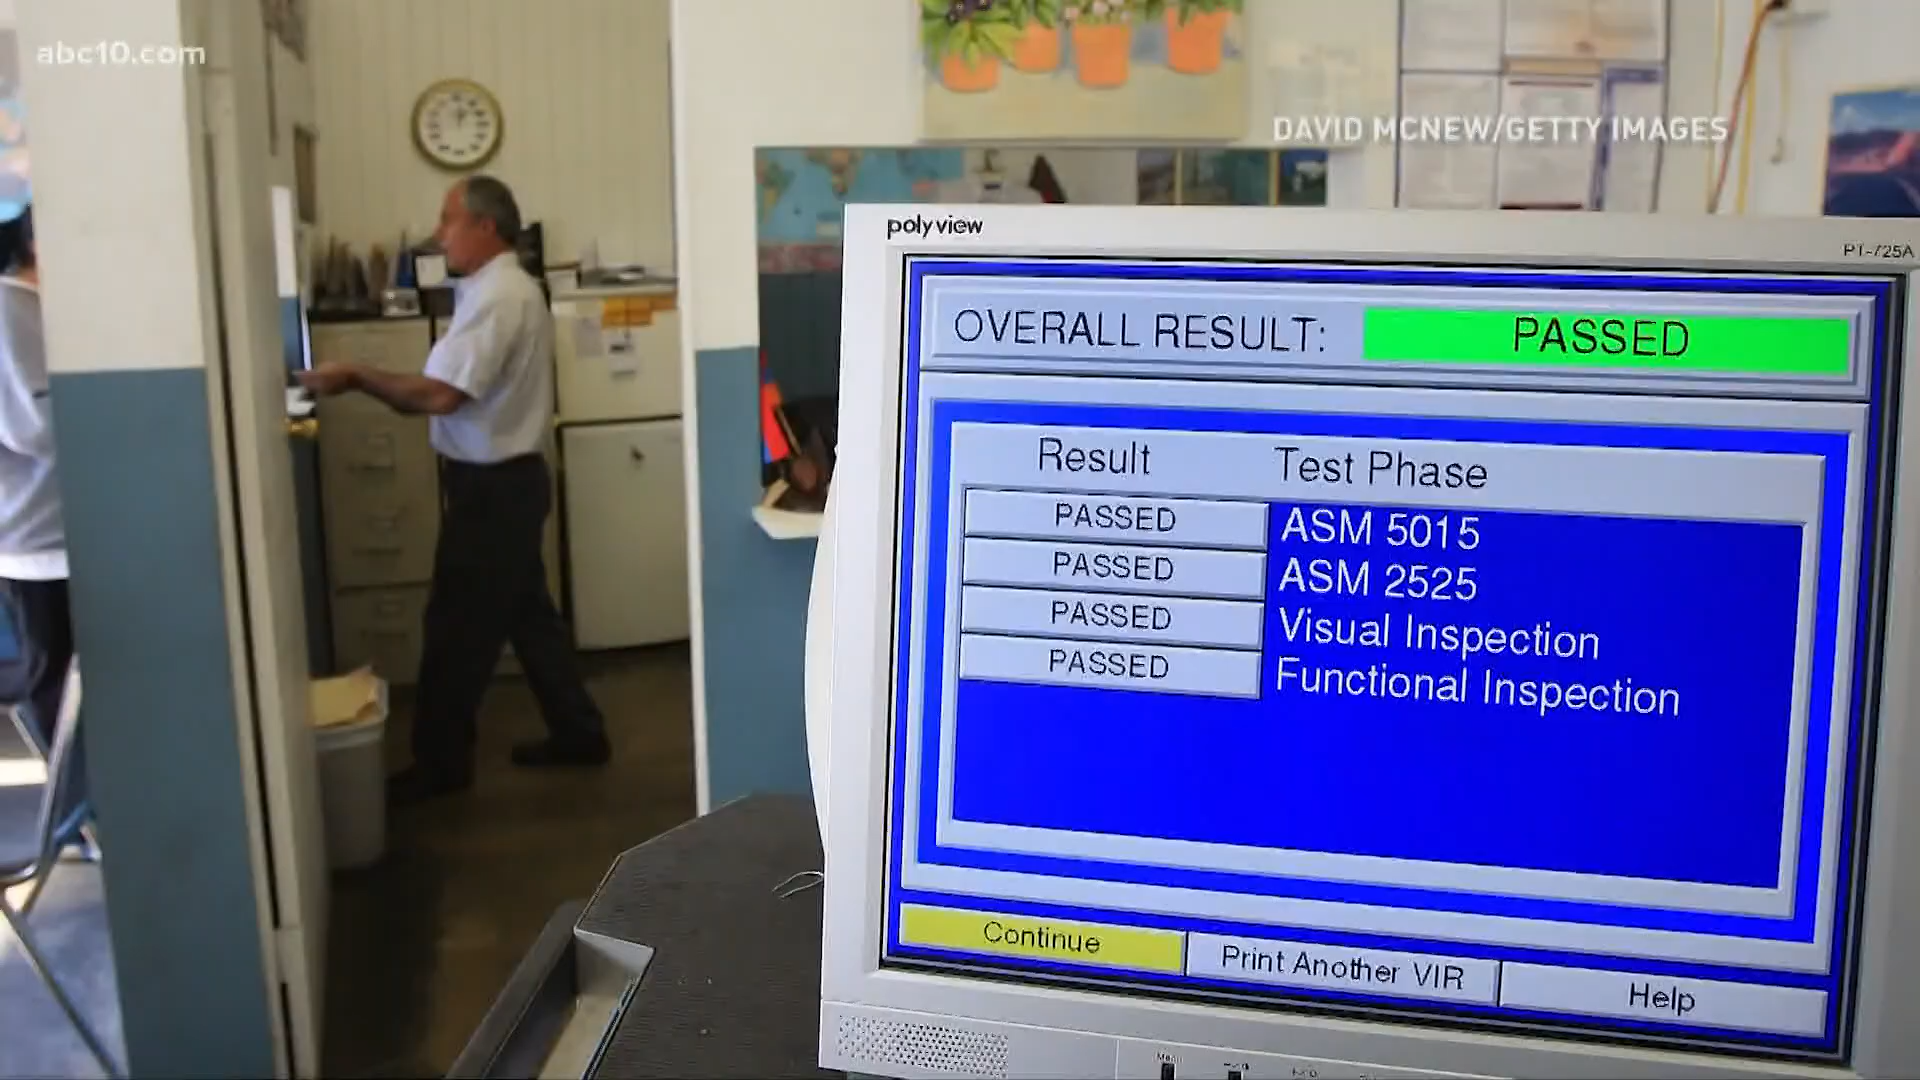 abc10.com
DAVID MCNEW/GETTY IMAGES
polyview
PT-725A
OVERALL RESULT: PASSED
Result Test Phase
PASSED ASM 5015
PASSED ASM 2525
PASSED Visual Inspection
PASSED Functional Inspection
Continue Print Another VIR Help
Menu